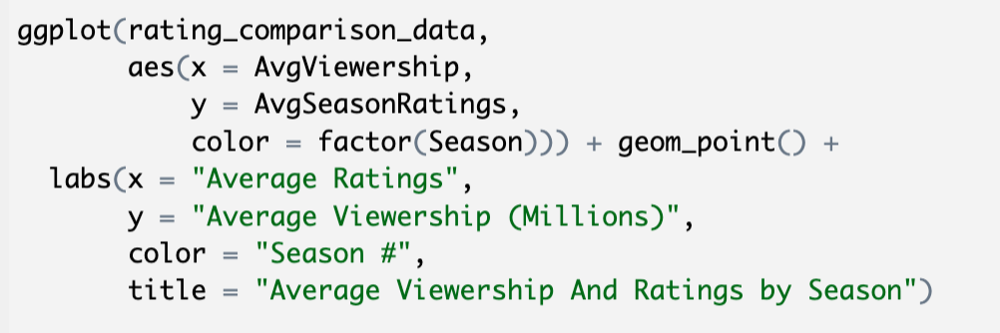 ggplot(rating_comparison_data,
aes(x = AvgViewership,
y = AvgSeasonRatings,
color = factor(Season))) + geom_point() +
labs(x = "Average Ratings",
y = "Average Viewership (Millions)",
color = "Season #",
title = "Average Viewership And Ratings by Season")